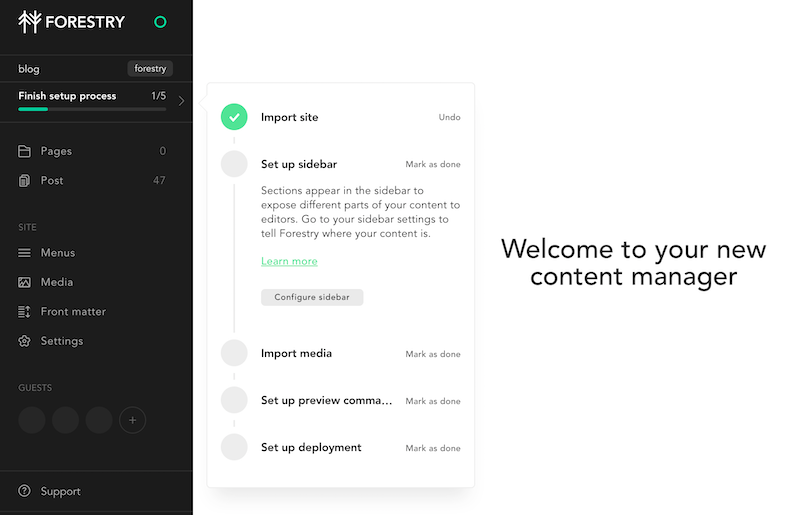 FORESTRY
blog
forestry
Finish setup process 1/5
Pages 0
Post 47
SITE
Menus
Media
Front matter
Settings
GUESTS
+
Support
Import site Undo
Set up sidebar Mark as done
Sections appear in the sidebar to
expose different parts of your content to
editors. Go to your sidebar settings to
tell Forestry where your content is.
Learn more
Configure sidebar
Import media Mark as done
Set up preview comma... Mark as done
Set up deployment Mark as done
Welcome to your new
content manager